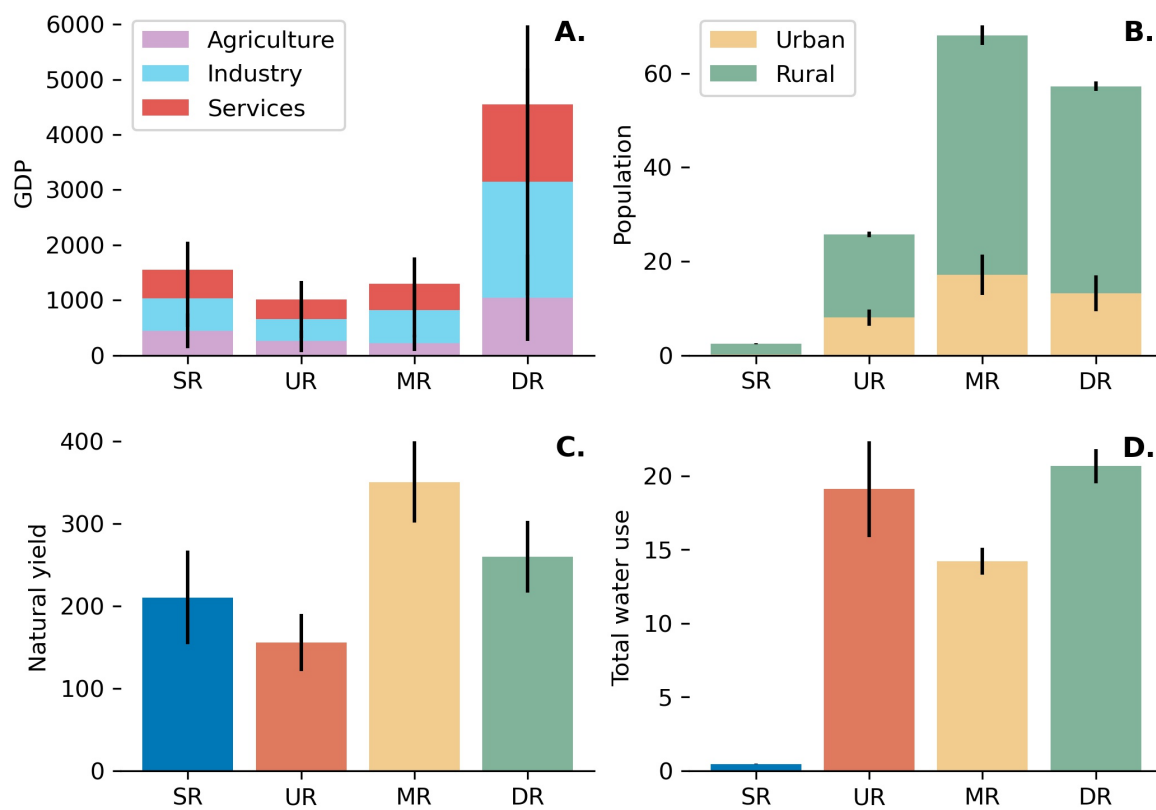 A.
GDP
6000
5000
4000
3000
2000
1000
0
Agriculture
Industry
Services
SR UR MR DR
B.
Population
60
40
20
0
Urban
Rural
SR UR MR DR
C.
Natural yield
400
300
200
100
0
SR UR MR DR
D.
Total water use
20
15
10
5
0
SR UR MR DR